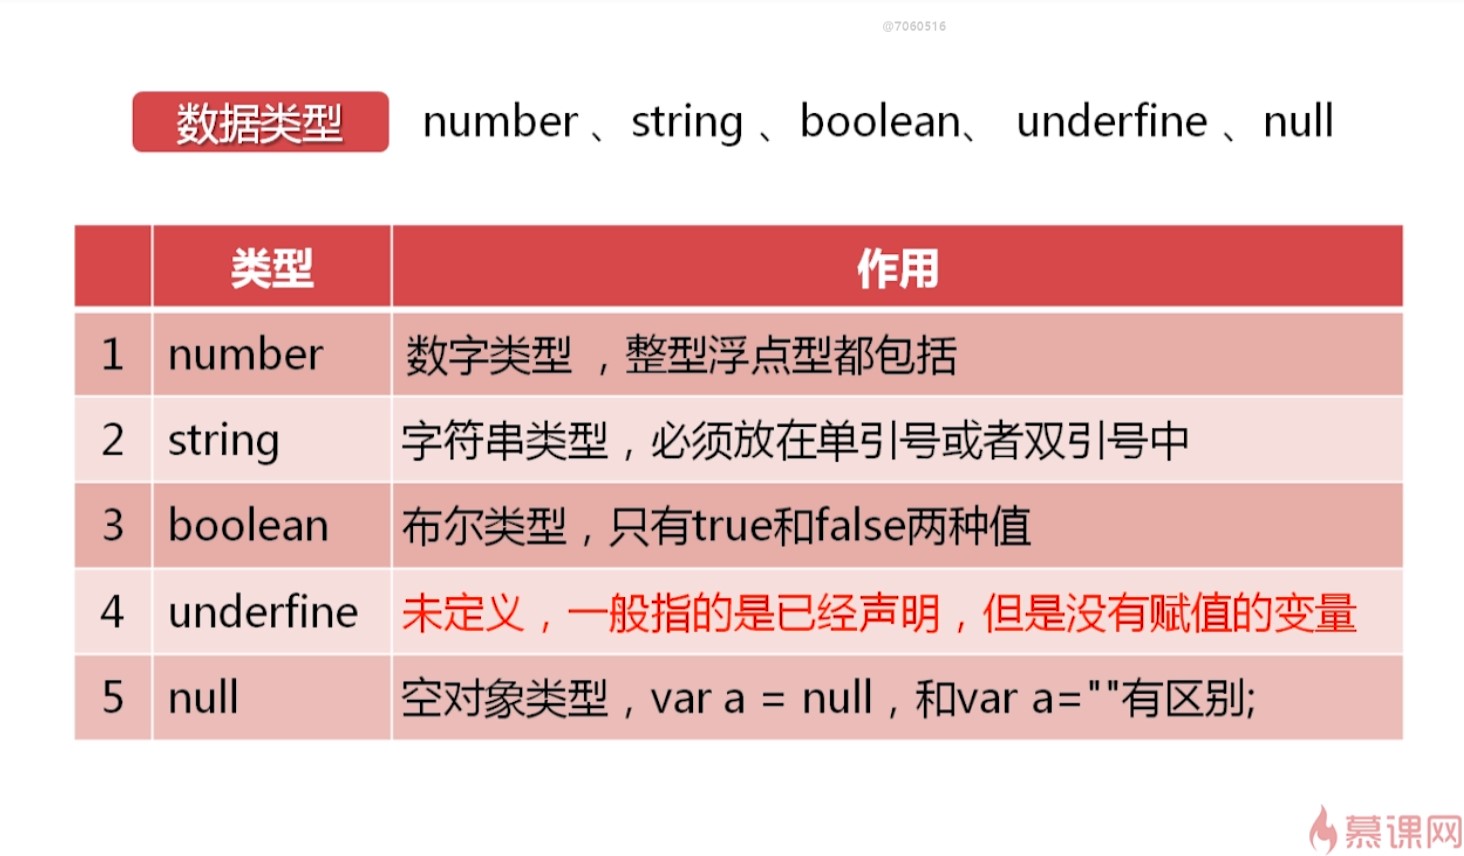 @7060516
数据类型 number 、string 、boolean、 underfine 、null
类型 作用
1 number 数字类型 ，整型浮点型都包括
2 string 字符串类型，必须放在单引号或者双引号中
3 boolean 布尔类型，只有true和false两种值
4 underfine 未定义，一般指的是已经声明，但是没有赋值的变量
5 null 空对象类型，var a = null，和var a=""有区别;
慕课网